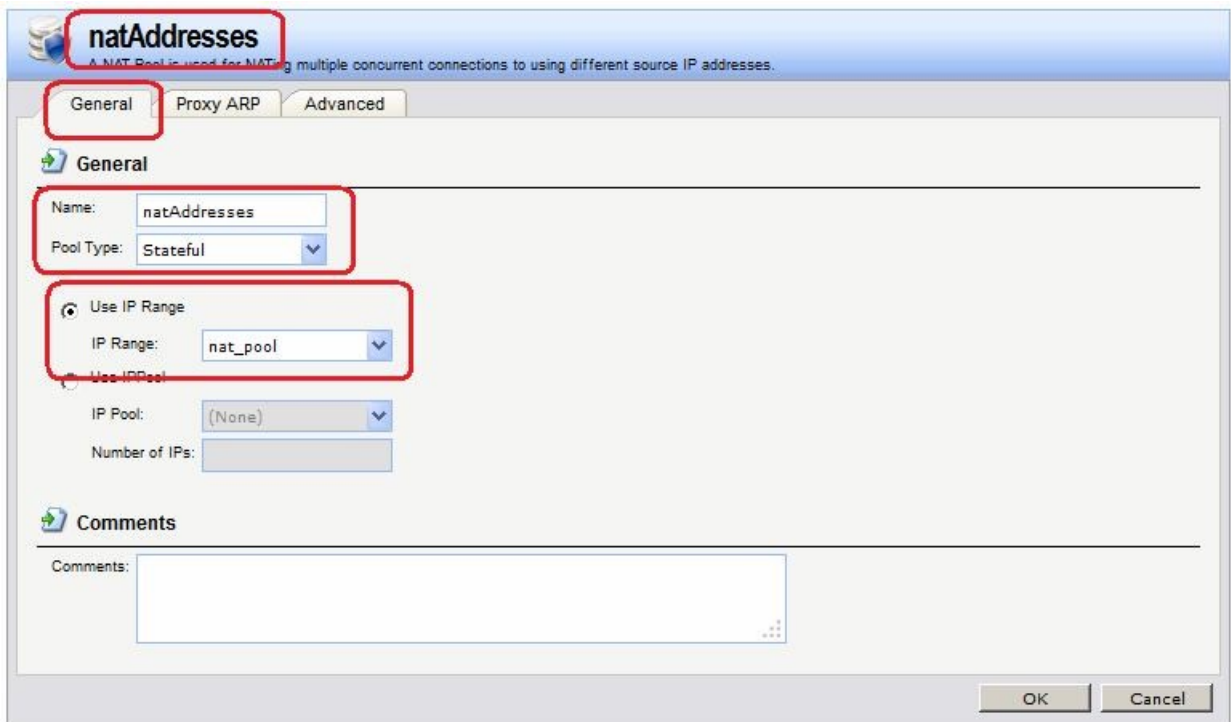 natAddresses
A NAT Pool is used for NATing multiple concurrent connections to using different source IP addresses.
General Proxy ARP Advanced
General
Name: natAddresses
Pool Type: Stateful
Use IP Range
IP Range: nat_pool
Use IPPool
IP Pool: (None)
Number of IPs:
Comments
Comments:
OK Cancel